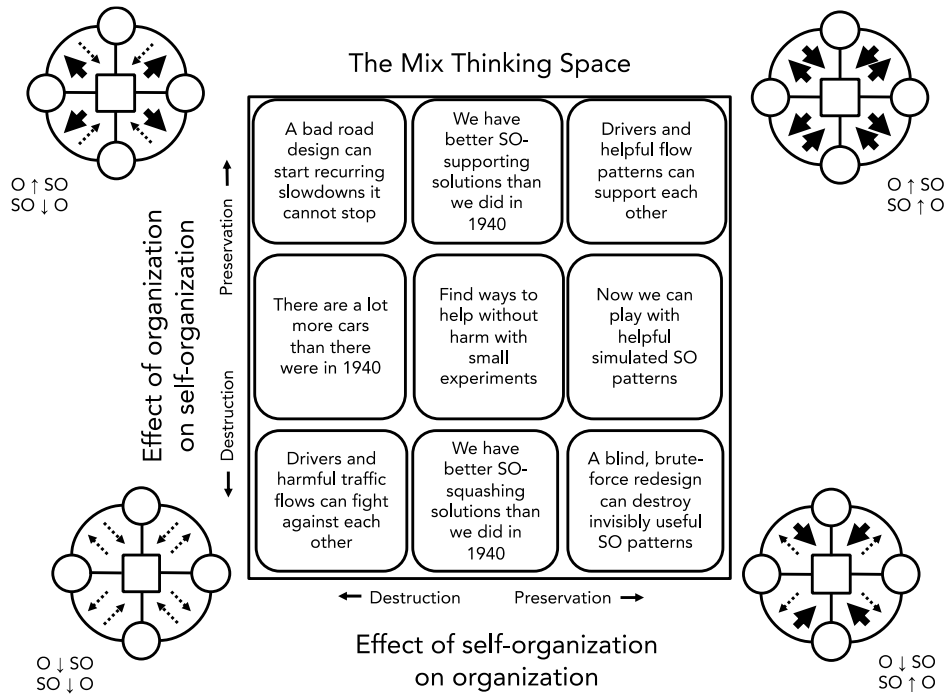 The Mix Thinking Space
O ↑ SO
SO ↓ O
O ↑ SO
SO ↑ O
Effect of organization
on self-organization
Preservation
Destruction
A bad road
design can
start recurring
slowdowns it
cannot stop
We have
better SO-
supporting
solutions than
we did in
1940
Drivers and
helpful flow
patterns can
support each
other
There are a lot
more cars
than there
were in 1940
Find ways to
help without
harm with
small
experiments
Now we can
play with
helpful
simulated SO
patterns
Drivers and
harmful traffic
flows can fight
against each
other
We have
better SO-
squashing
solutions than
we did in
1940
A blind, brute-
force redesign
can destroy
invisibly useful
SO patterns
Destruction
Preservation
Effect of self-organization
on organization
O ↓ SO
SO ↓ O
O ↓ SO
SO ↑ O